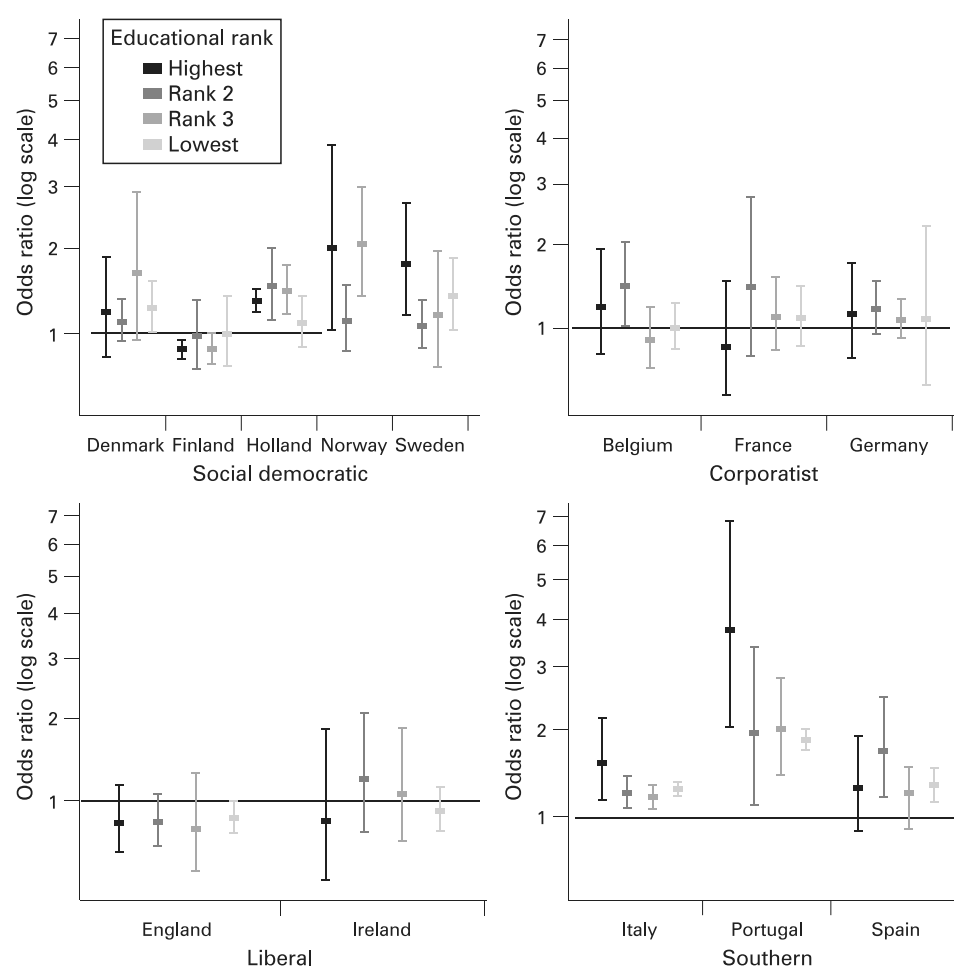 Educational rank
Highest
Rank 2
Rank 3
Lowest
Odds ratio (log scale)
7
6
5
4
3
2
1
Denmark Finland Holland Norway Sweden
Social democratic
Odds ratio (log scale)
7
6
5
4
3
2
1
Belgium France Germany
Corporatist
Odds ratio (log scale)
7
6
5
4
3
2
1
England Ireland
Liberal
Odds ratio (log scale)
7
6
5
4
3
2
1
Italy Portugal Spain
Southern